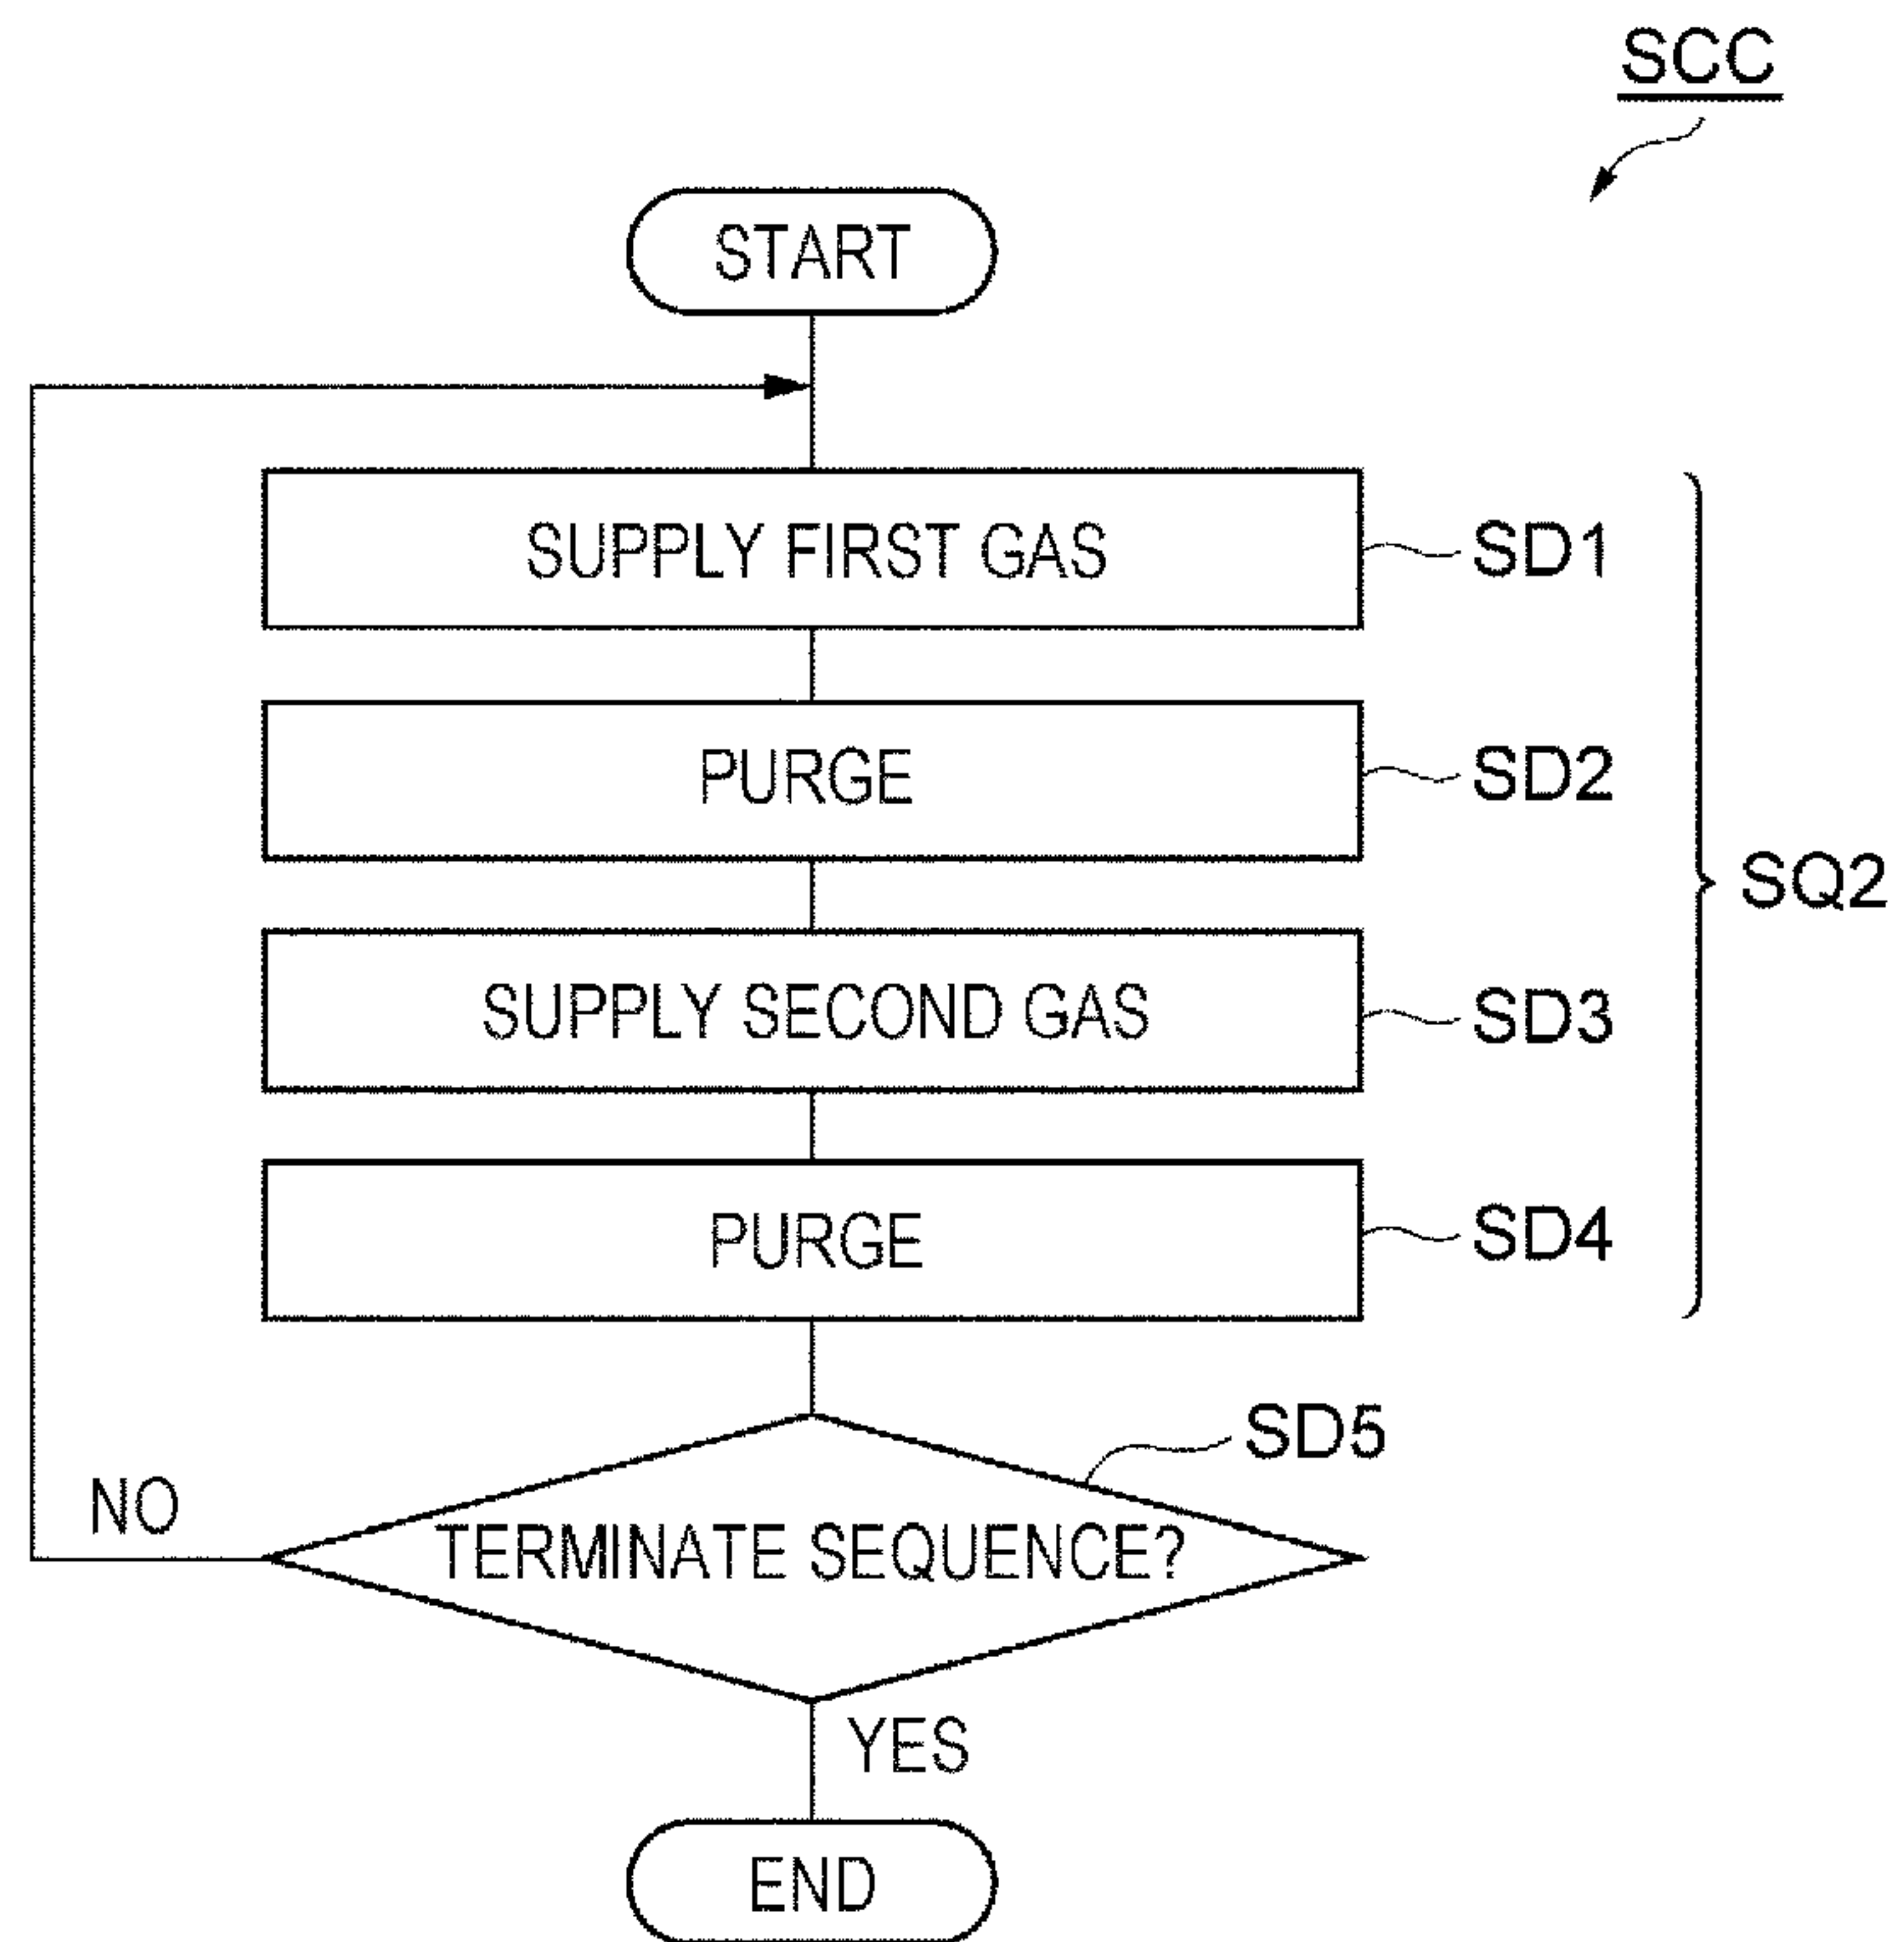 SCC
START
SUPPLY FIRST GAS
SD1
PURGE
SD2
SQ2
SUPPLY SECOND GAS
SD3
PURGE
SD4
SD5
NO
TERMINATE SEQUENCE?
YES
END